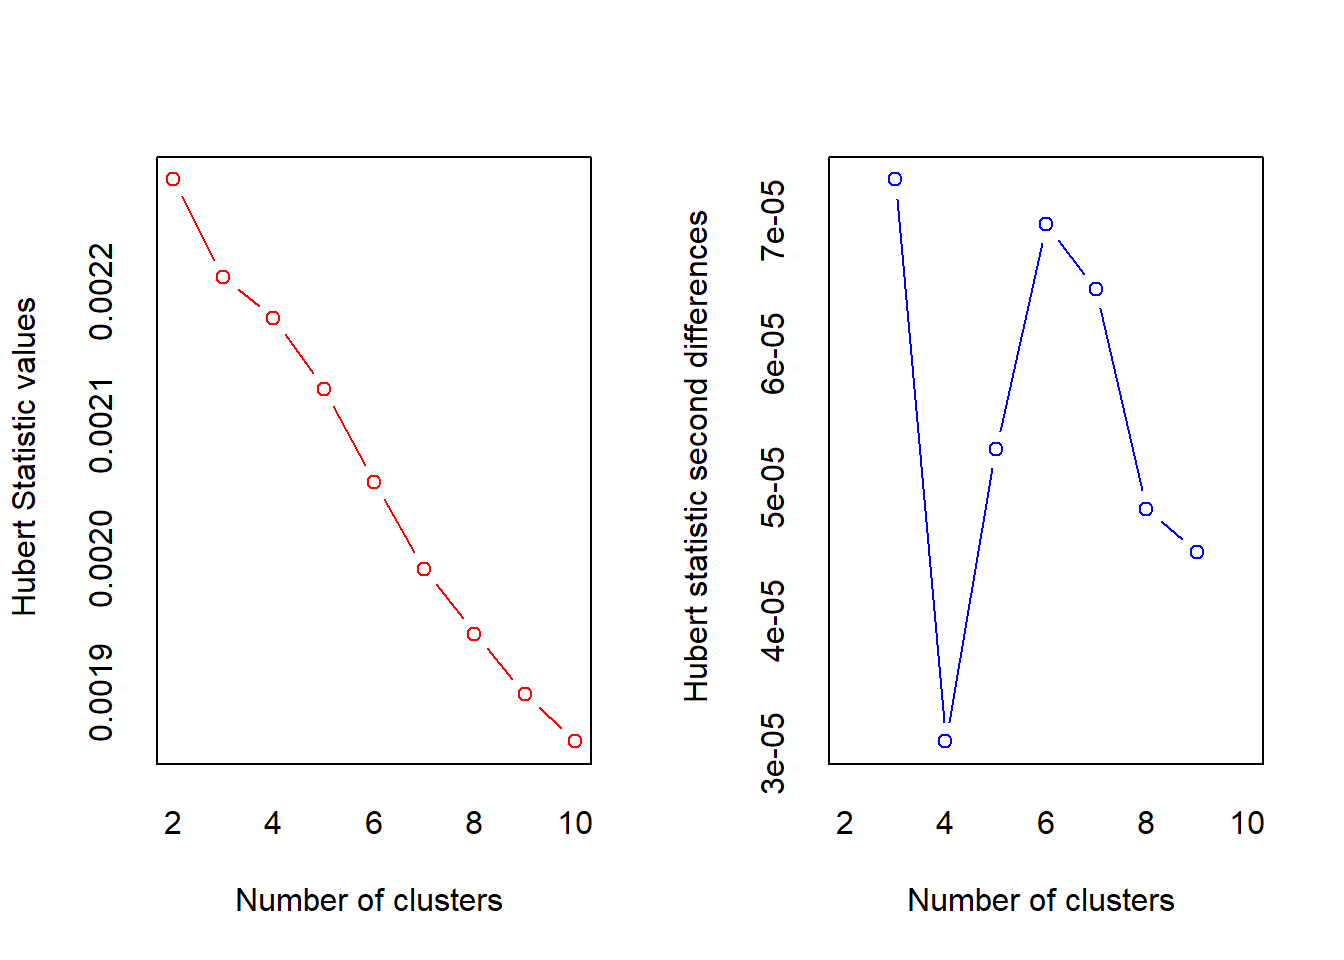 Hubert Statistic values
0.0022
0.0021
0.0020
0.0019
2 4 6 8 10
Number of clusters
Hubert statistic second differences
7e-05
6e-05
5e-05
4e-05
3e-05
2 4 6 8 10
Number of clusters